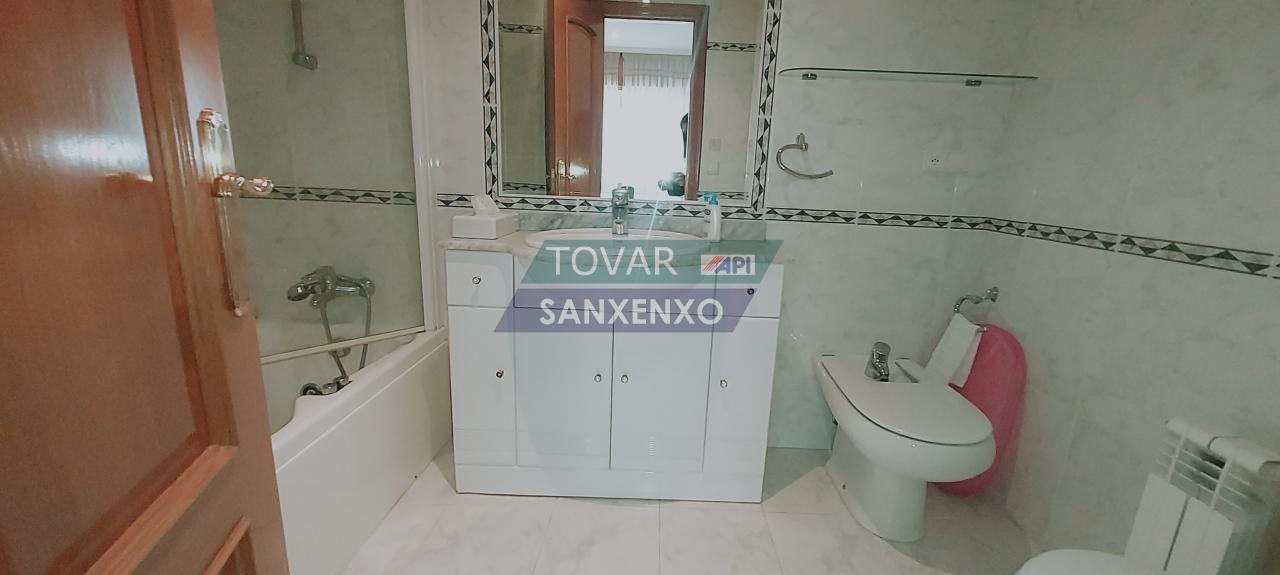 TOVAR API
SANXENXO